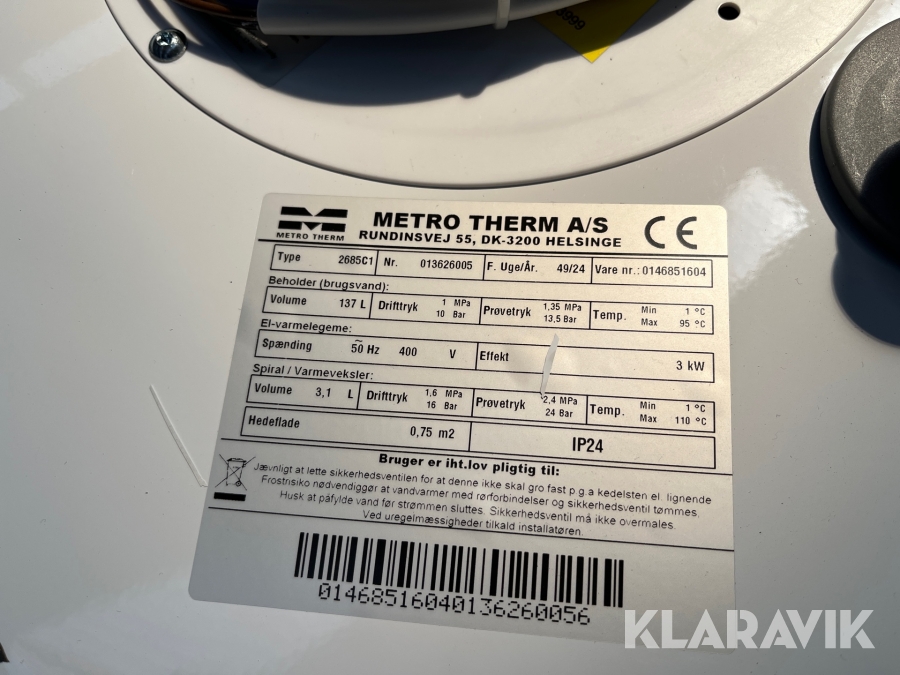 METRO THERM
METRO THERM A/S
RUNDINSVEJ 55, DK-3200 HELSINGE
CE
Type 2685C1 Nr. 013626005 F. Uge/År. 49/24 Vare nr.: 0146851604
Beholder (brugsvand):
Volume 137 L Drifttryk 1 MPa 10 Bar Prøvetryk 1,35 MPa 13,5 Bar Temp. Min 1 °C Max 95 °C
El-varmelegeme:
Spænding ~ 50 Hz 400 V Effekt 3 kW
Spiral / Varmeveksler:
Volume 3,1 L Drifttryk 1,6 MPa 16 Bar Prøvetryk 2,4 MPa 24 Bar Temp. Min 1 °C Max 110 °C
Hedeflade 0,75 m2 IP24
Bruger er iht.lov pligtig til:
Jævnligt at lette sikkerhedsventilen for at denne ikke skal gro fast p.g.a kedelsten el. lignende
Frostrisiko nødvendiggør at vandvarmer med rørforbindelser og sikkerhedsventil tømmes.
Husk at påfylde vand før strømmen sluttes. Sikkerhedsventil må ikke overmales.
Ved uregelmæssigheder tilkald installatøren.
01468516040136260056
KLARAVIK